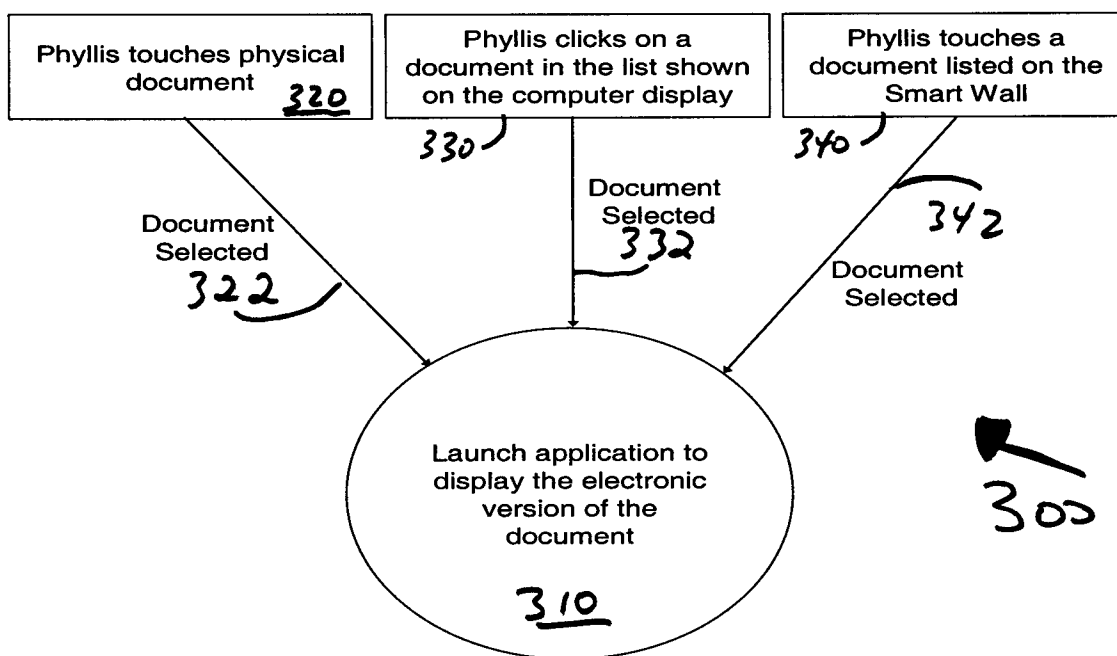 Phyllis touches physical
document
320
Phyllis clicks on a
document in the list shown
on the computer display
330
Phyllis touches a
document listed on the
Smart Wall
340
Document
Selected
322
Document
Selected
332
342
Document
Selected
Launch application to
display the electronic
version of the
document
310
300